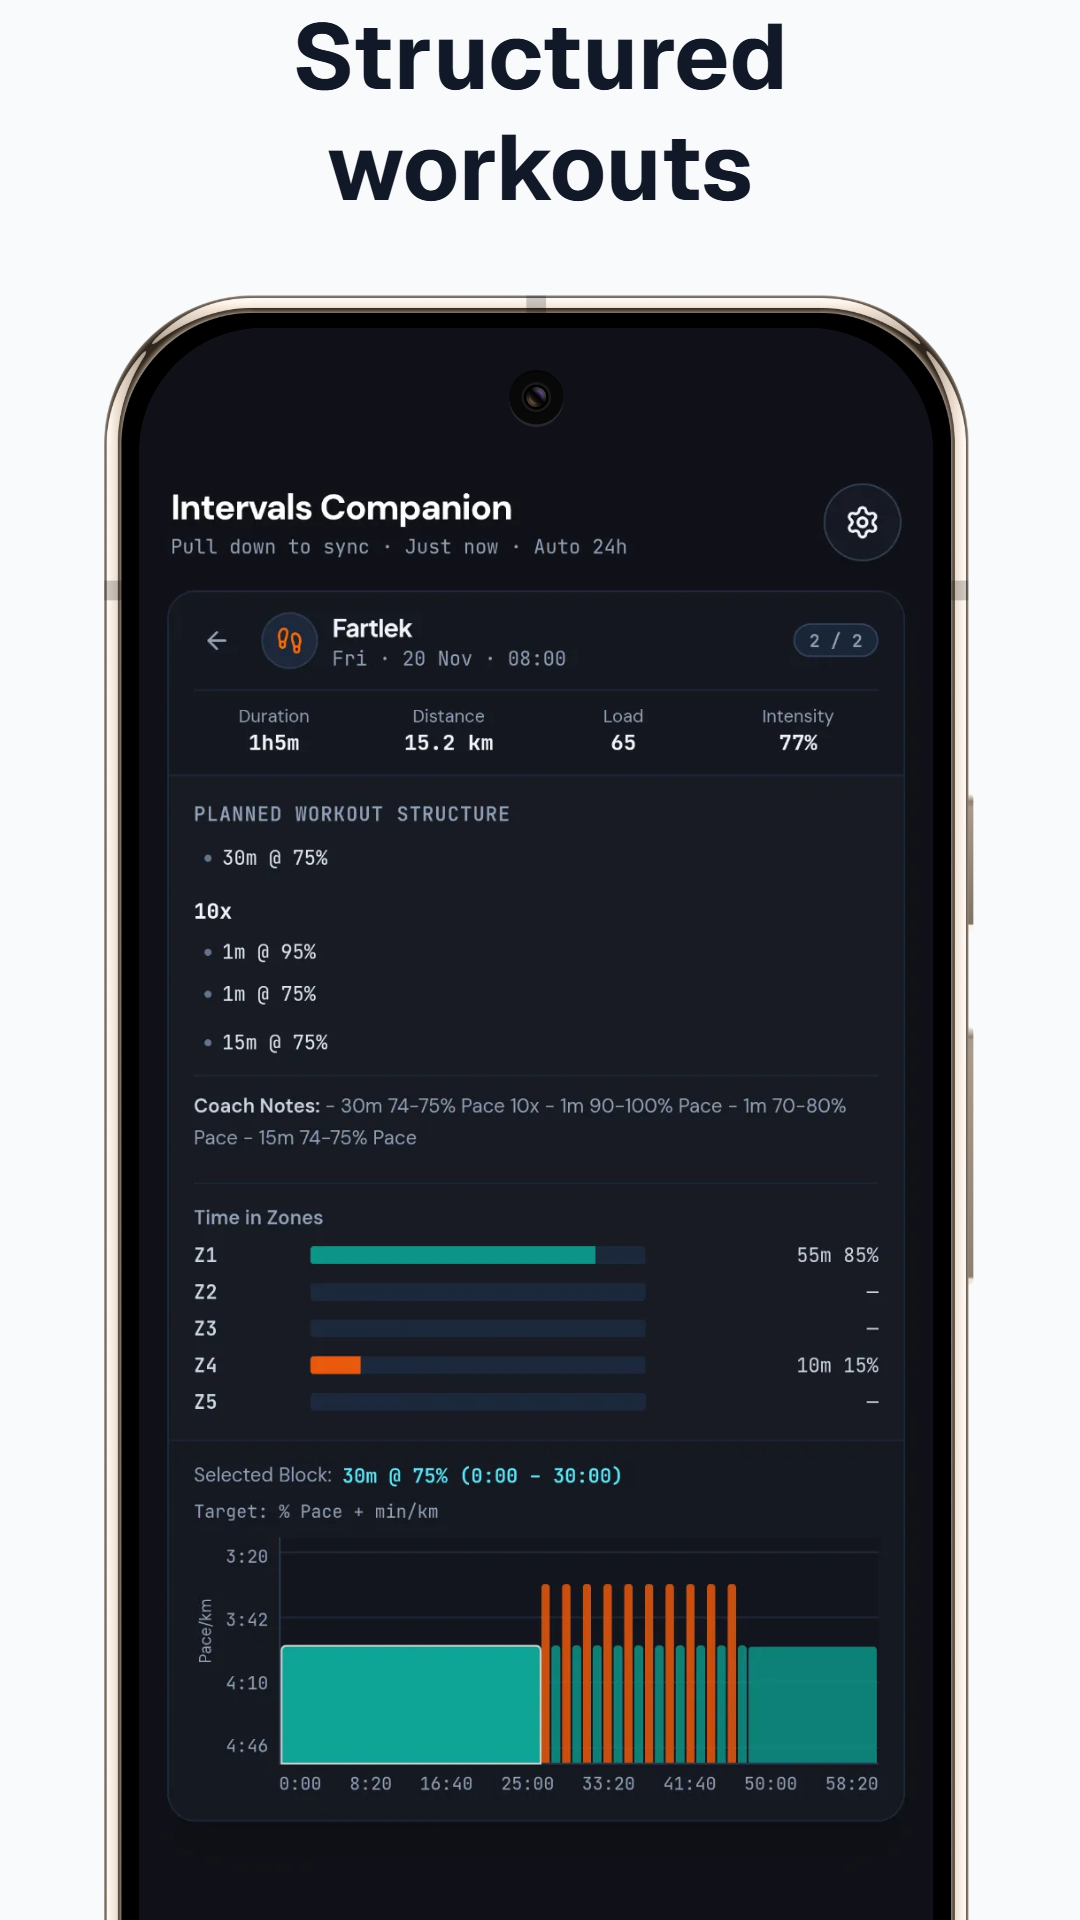 Structured
workouts
Intervals Companion
Pull down to sync · Just now · Auto 24h
Fartlek
Fri · 20 Nov · 08:00
2 / 2
Duration Distance Load Intensity
1h5m 15.2 km 65 77%
PLANNED WORKOUT STRUCTURE
• 30m @ 75%
10x
• 1m @ 95%
• 1m @ 75%
• 15m @ 75%
Coach Notes: - 30m 74-75% Pace 10x - 1m 90-100% Pace - 1m 70-80%
Pace - 15m 74-75% Pace
Time in Zones
Z1 55m 85%
Z2 —
Z3 —
Z4 10m 15%
Z5 —
Selected Block: 30m @ 75% (0:00 – 30:00)
Target: % Pace + min/km
Pace/km
3:20
3:42
4:10
4:46
0:00 8:20 16:40 25:00 33:20 41:40 50:00 58:20